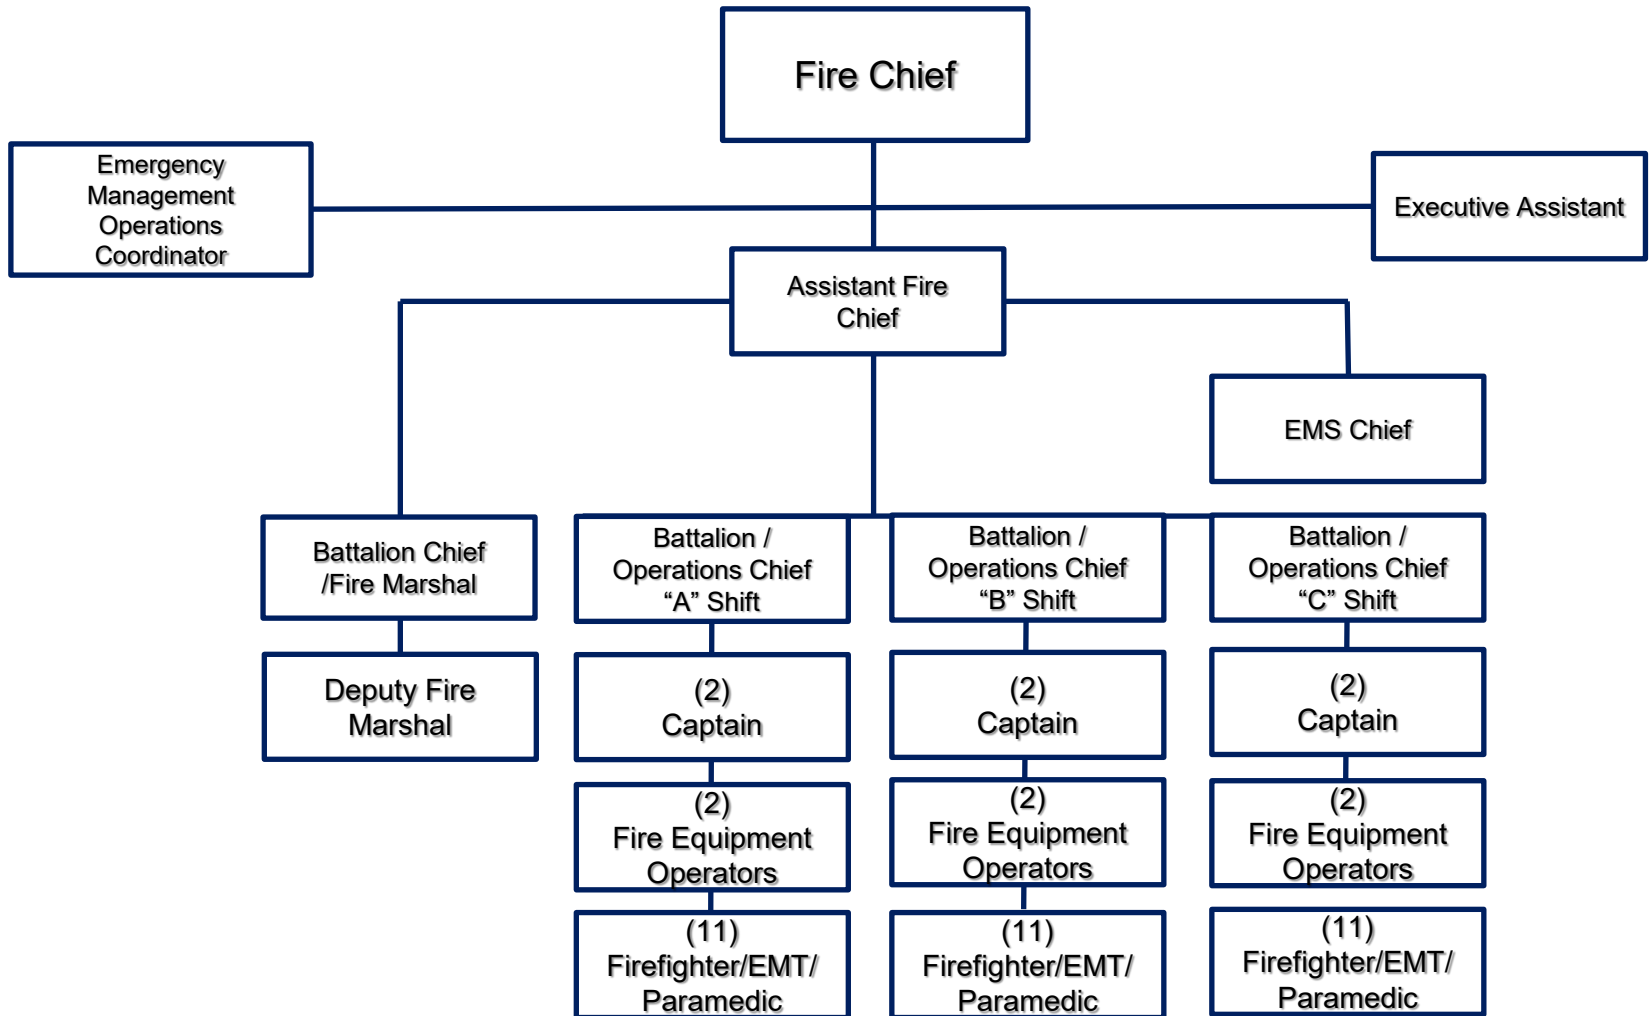 Fire Chief
Emergency
Management
Operations
Coordinator
Executive Assistant
Assistant Fire
Chief
EMS Chief
Battalion Chief
/Fire Marshal
Battalion /
Operations Chief
“A” Shift
Battalion /
Operations Chief
“B” Shift
Battalion /
Operations Chief
“C” Shift
Deputy Fire
Marshal
(2)
Captain
(2)
Captain
(2)
Captain
(2)
Fire Equipment
Operators
(2)
Fire Equipment
Operators
(2)
Fire Equipment
Operators
(11)
Firefighter/EMT/
Paramedic
(11)
Firefighter/EMT/
Paramedic
(11)
Firefighter/EMT/
Paramedic